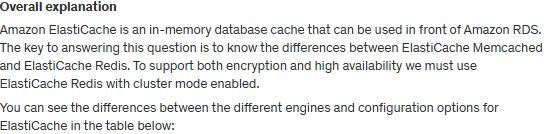 Overall explanation
Amazon ElastiCache is an in-memory database cache that can be used in front of Amazon RDS.
The key to answering this question is to know the differences between ElastiCache Memcached
and ElastiCache Redis. To support both encryption and high availability we must use
ElastiCache Redis with cluster mode enabled.
You can see the differences between the different engines and configuration options for
ElastiCache in the table below: